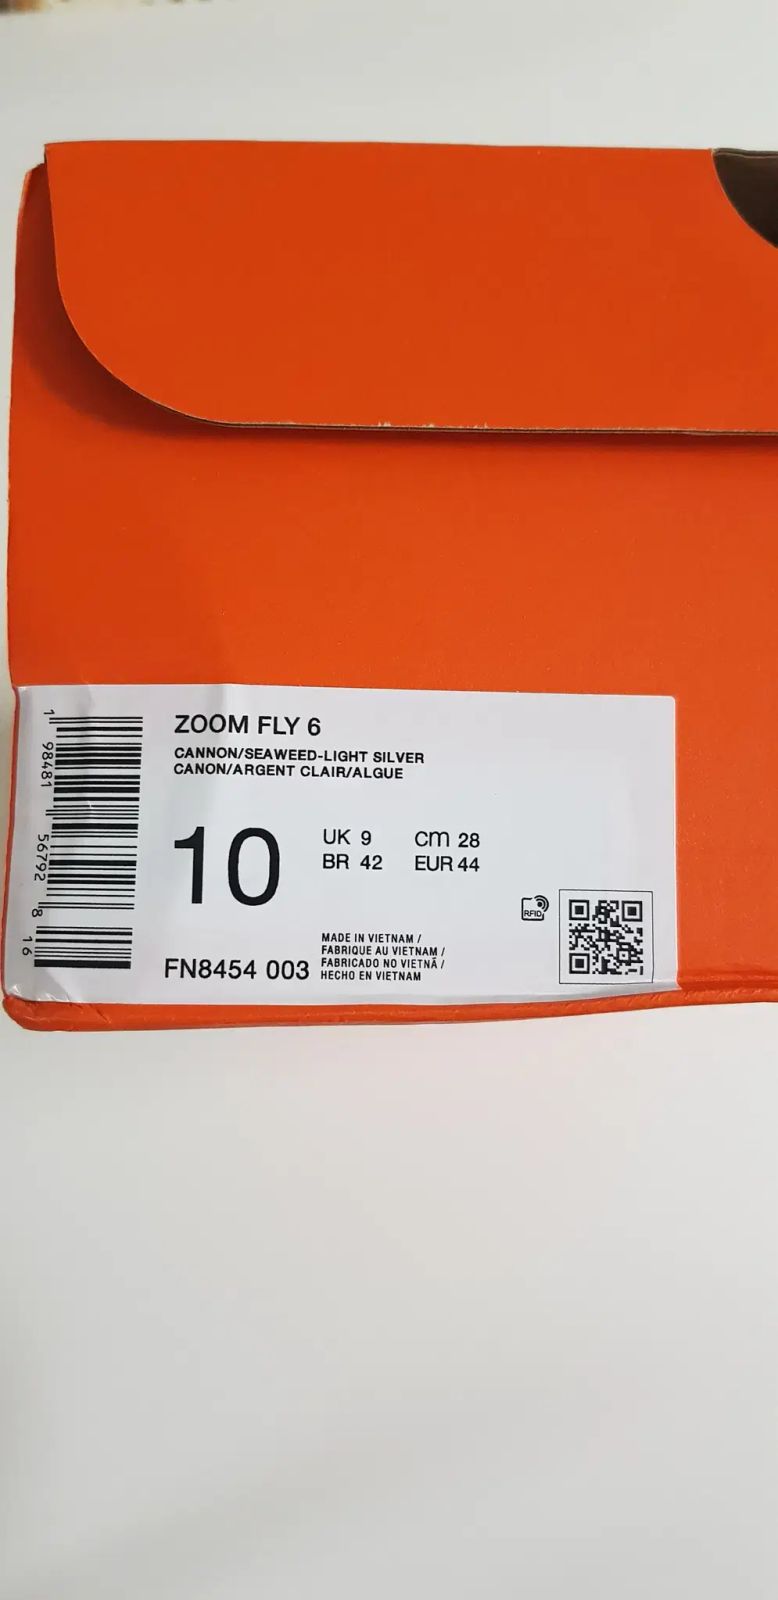 ZOOM FLY 6
CANNON/SEAWEED-LIGHT SILVER
CANON/ARGENT CLAIR/ALGUE
10
UK 9 cm 28
BR 42 EUR 44
RFID
FN8454 003
MADE IN VIETNAM /
FABRIQUE AU VIETNAM /
FABRICADO NO VIETNÃ /
HECHO EN VIETNAM
1 98481 56792 8 16